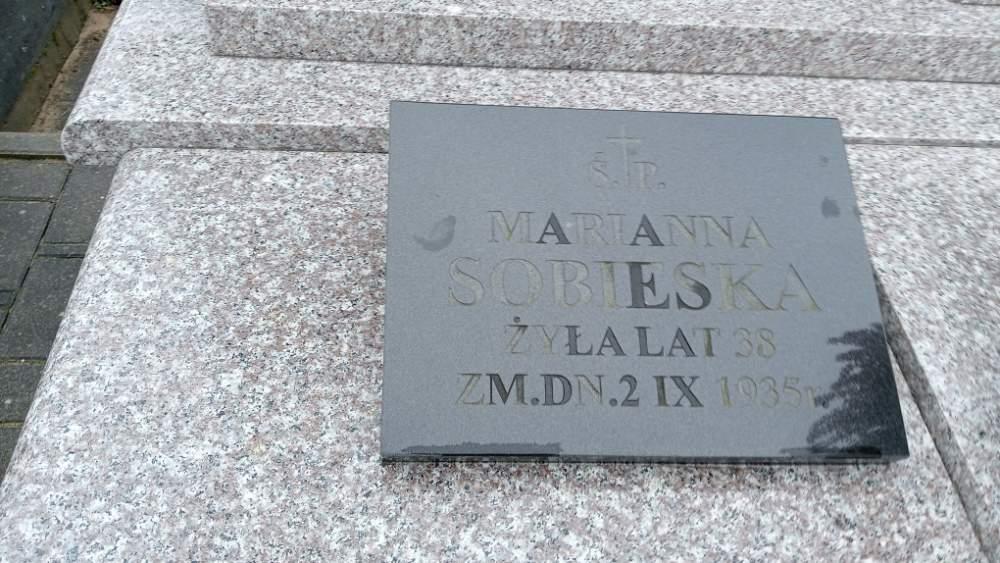 Ś. P.
MARIANNA
SOBIESKA
ŻYŁA LAT 38
ZM.DN.2 IX 1935r.